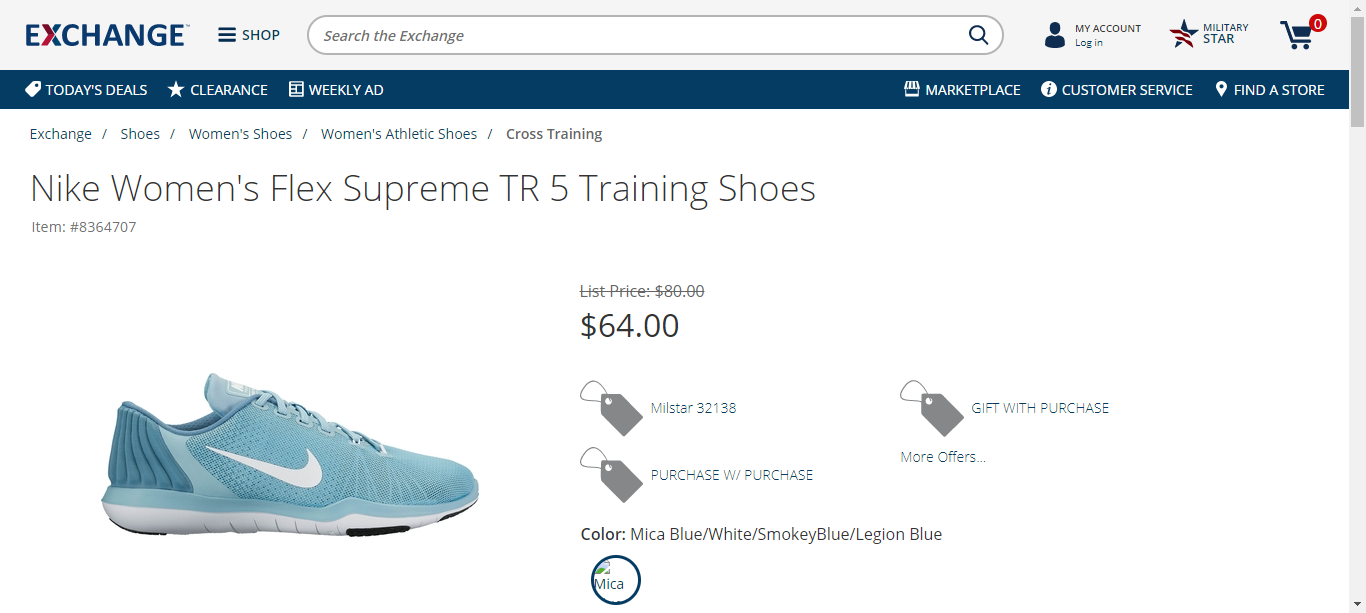 EXCHANGE™
SHOP
Search the Exchange
MY ACCOUNT
Log in
MILITARY
STAR
0
TODAY'S DEALS
CLEARANCE
WEEKLY AD
MARKETPLACE
CUSTOMER SERVICE
FIND A STORE
Exchange / Shoes / Women's Shoes / Women's Athletic Shoes / Cross Training
Nike Women's Flex Supreme TR 5 Training Shoes
Item: #8364707
List Price: $80.00
$64.00
Milstar 32138
GIFT WITH PURCHASE
PURCHASE W/ PURCHASE
More Offers...
Color: Mica Blue/White/SmokeyBlue/Legion Blue
Mica